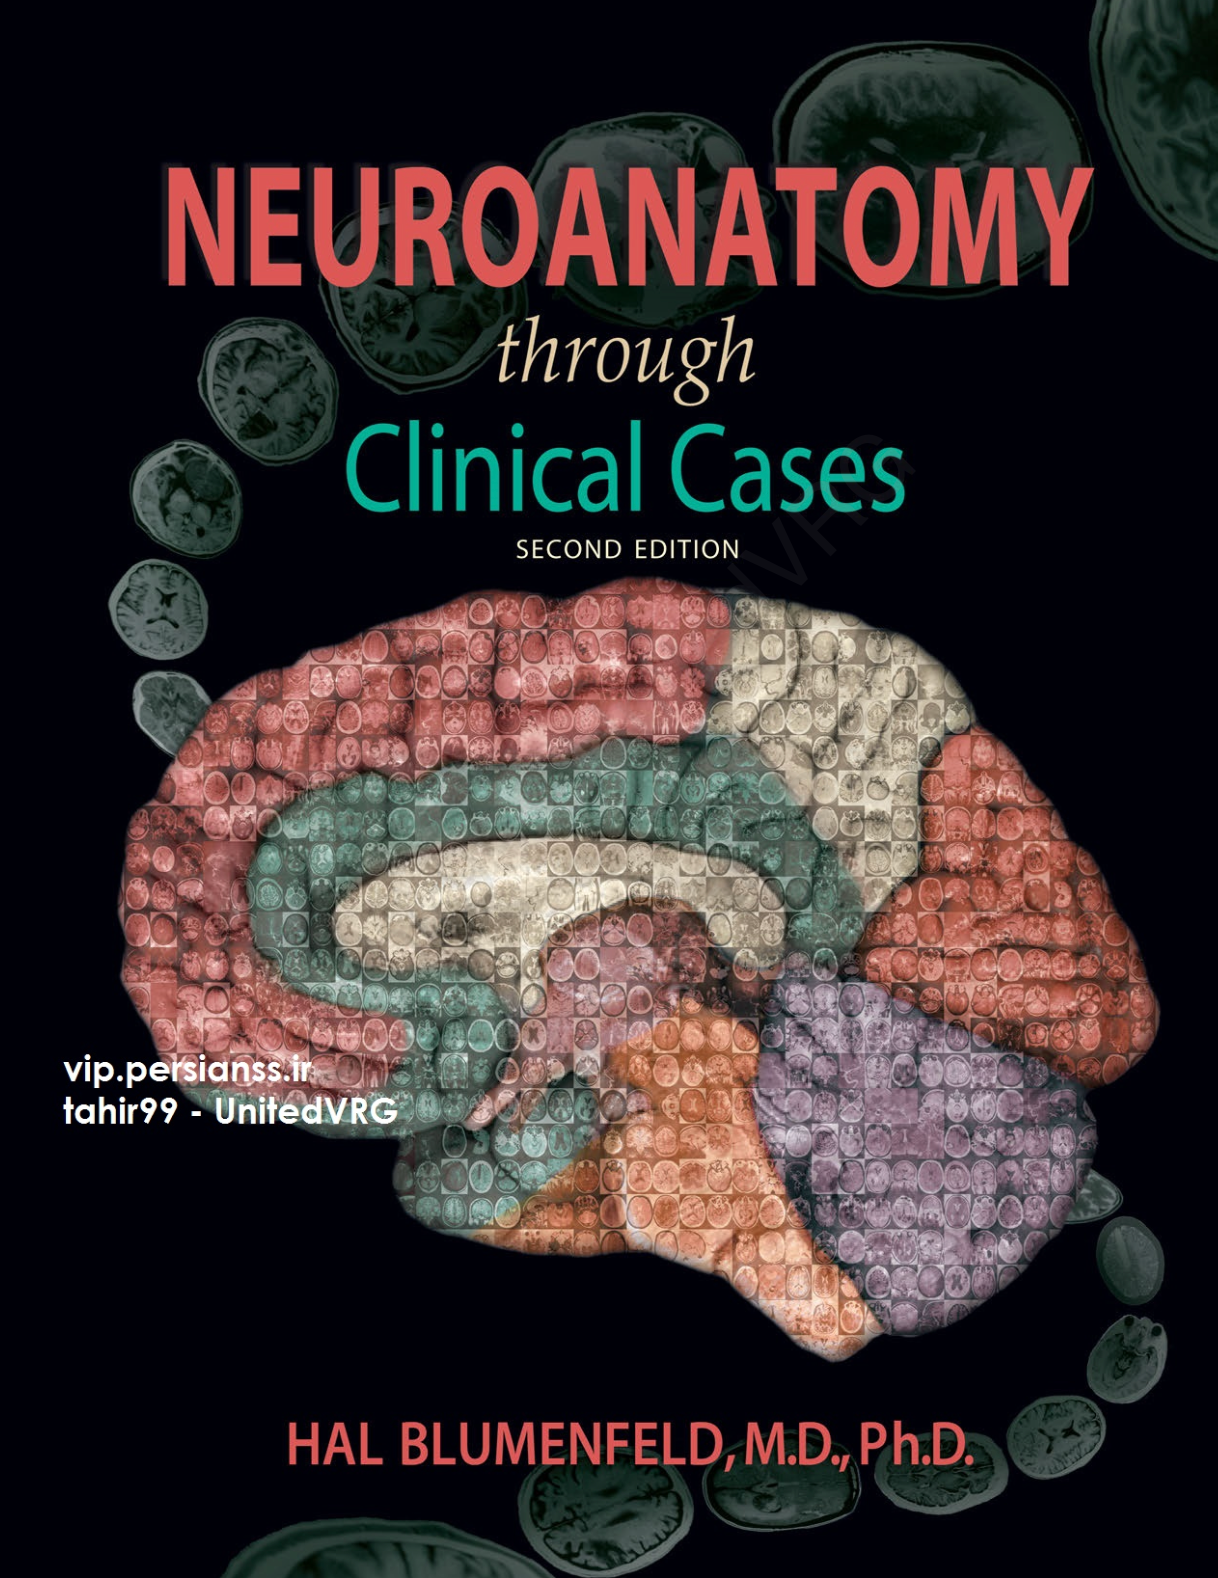 NEUROANATOMY
through
Clinical Cases
SECOND EDITION
vip.persianss.ir
tahir99 - UnitedVRG
HAL BLUMENFELD, M.D., Ph.D.